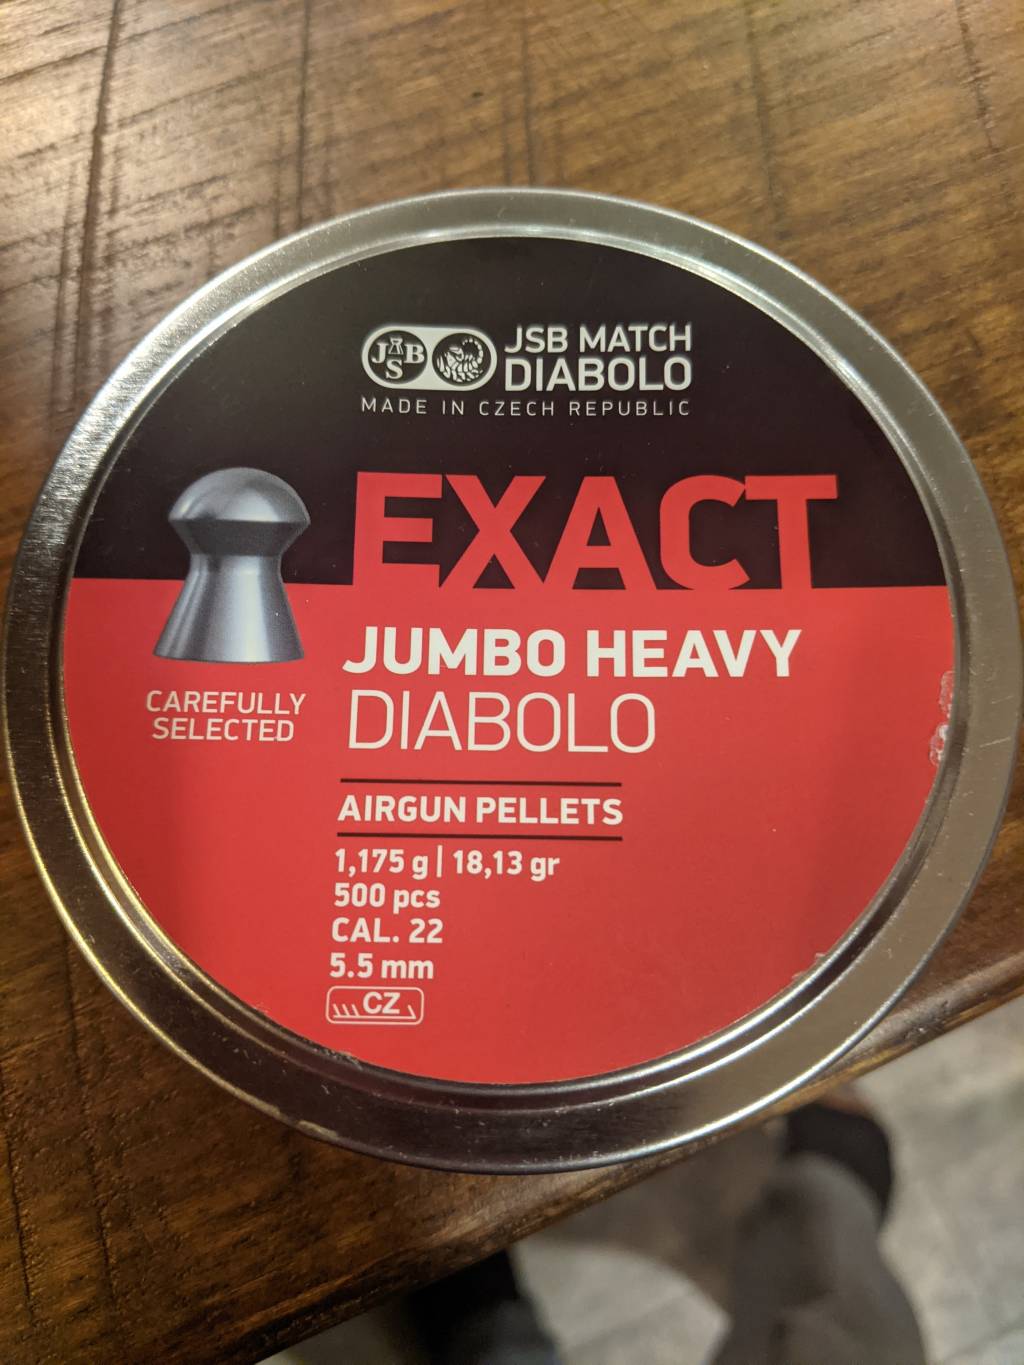 JSB
JSB MATCH
DIABOLO
MADE IN CZECH REPUBLIC
EXACT
JUMBO HEAVY
DIABOLO
CAREFULLY
SELECTED
AIRGUN PELLETS
1,175 g | 18,13 gr
500 pcs
CAL. 22
5.5 mm
CZ